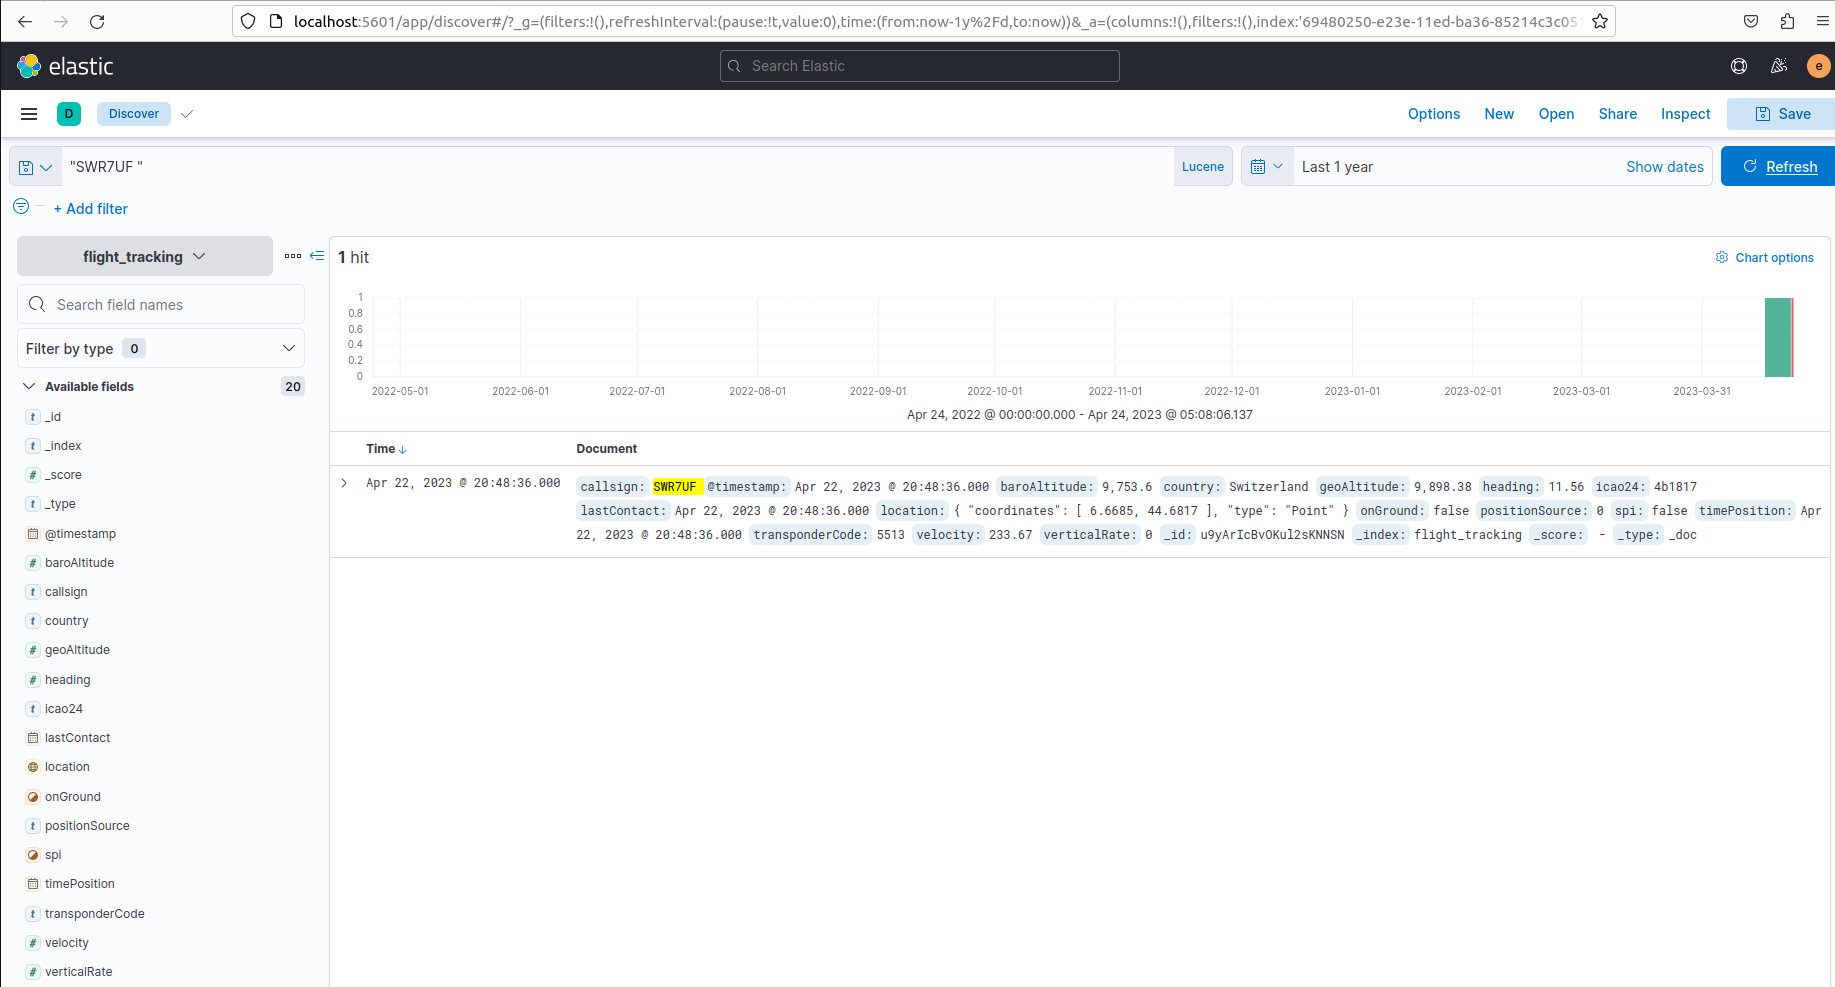 localhost:5601/app/discover#/?_g=(filters:!(),refreshInterval:(pause:!t,value:0),time:(from:now-1y%2Fd,to:now))&_a=(columns:!(),filters:!(),index:'69480250-e23e-11ed-ba36-85214c3c051
elastic
Search Elastic
e
D Discover
Options New Open Share Inspect Save
"SWR7UF "
Lucene
Last 1 year
Show dates
Refresh
+ Add filter
flight_tracking
1 hit
Chart options
Search field names
Filter by type 0
Available fields 20
t _id
t _index
# _score
t _type
@timestamp
# baroAltitude
t callsign
t country
# geoAltitude
# heading
t icao24
lastContact
location
onGround
t positionSource
spi
timePosition
t transponderCode
# velocity
# verticalRate
1
0.8
0.6
0.4
0.2
0
2022-05-01 2022-06-01 2022-07-01 2022-08-01 2022-09-01 2022-10-01 2022-11-01 2022-12-01 2023-01-01 2023-02-01 2023-03-01 2023-03-31
Apr 24, 2022 @ 00:00:00.000 - Apr 24, 2023 @ 05:08:06.137
Time Document
Apr 22, 2023 @ 20:48:36.000
callsign: SWR7UF @timestamp: Apr 22, 2023 @ 20:48:36.000 baroAltitude: 9,753.6 country: Switzerland geoAltitude: 9,898.38 heading: 11.56 icao24: 4b1817
lastContact: Apr 22, 2023 @ 20:48:36.000 location: { "coordinates": [ 6.6685, 44.6817 ], "type": "Point" } onGround: false positionSource: 0 spi: false timePosition: Apr
22, 2023 @ 20:48:36.000 transponderCode: 5513 velocity: 233.67 verticalRate: 0 _id: u9yArIcBvOKul2sKNNSN _index: flight_tracking _score: - _type: _doc